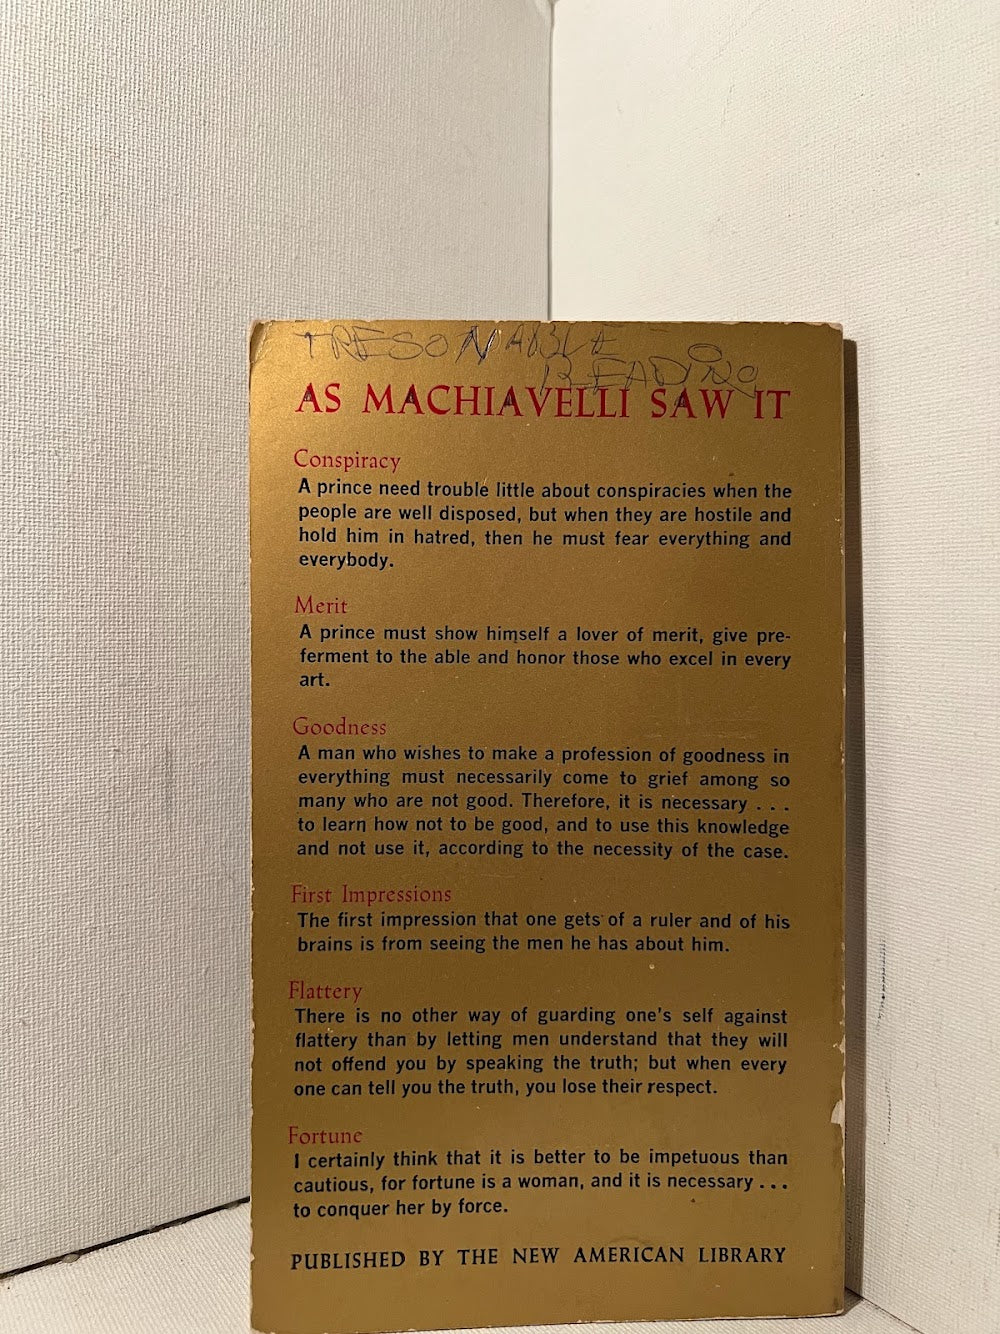 TRESONABLE
READING
AS MACHIAVELLI SAW IT
Conspiracy
A prince need trouble little about conspiracies when the
people are well disposed, but when they are hostile and
hold him in hatred, then he must fear everything and
everybody.
Merit
A prince must show himself a lover of merit, give pre-
ferment to the able and honor those who excel in every
art.
Goodness
A man who wishes to make a profession of goodness in
everything must necessarily come to grief among so
many who are not good. Therefore, it is necessary . . .
to learn how not to be good, and to use this knowledge
and not use it, according to the necessity of the case.
First Impressions
The first impression that one gets of a ruler and of his
brains is from seeing the men he has about him.
Flattery
There is no other way of guarding one's self against
flattery than by letting men understand that they will
not offend you by speaking the truth; but when every
one can tell you the truth, you lose their respect.
Fortune
I certainly think that it is better to be impetuous than
cautious, for fortune is a woman, and it is necessary . . .
to conquer her by force.
PUBLISHED BY THE NEW AMERICAN LIBRARY